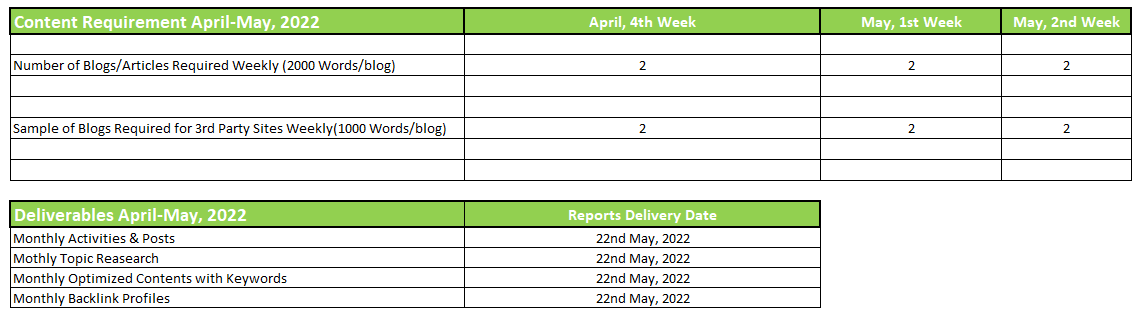 Content Requirement April-May, 2022 April, 4th Week May, 1st Week May, 2nd Week
Number of Blogs/Articles Required Weekly (2000 Words/blog) 2 2 2
Sample of Blogs Required for 3rd Party Sites Weekly(1000 Words/blog) 2 2 2
Deliverables April-May, 2022 Reports Delivery Date
Monthly Activities & Posts 22nd May, 2022
Mothly Topic Reasearch 22nd May, 2022
Monthly Optimized Contents with Keywords 22nd May, 2022
Monthly Backlink Profiles 22nd May, 2022